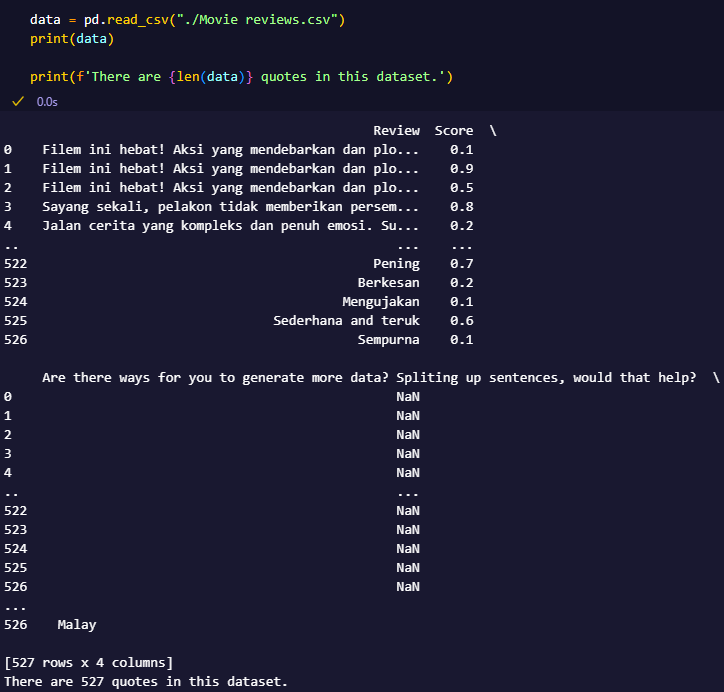 data = pd.read_csv("./Movie reviews.csv")
print(data)
print(f'There are {len(data)} quotes in this dataset.')
0.0s
Review Score \
0 Filem ini hebat! Aksi yang mendebarkan dan plo... 0.1
1 Filem ini hebat! Aksi yang mendebarkan dan plo... 0.9
2 Filem ini hebat! Aksi yang mendebarkan dan plo... 0.5
3 Sayang sekali, pelakon tidak memberikan persem... 0.8
4 Jalan cerita yang kompleks dan penuh emosi. Su... 0.2
.. ... ...
522 Pening 0.7
523 Berkesan 0.2
524 Mengujakan 0.1
525 Sederhana and teruk 0.6
526 Sempurna 0.1
Are there ways for you to generate more data? Spliting up sentences, would that help? \
0 NaN
1 NaN
2 NaN
3 NaN
4 NaN
.. ...
522 NaN
523 NaN
524 NaN
525 NaN
526 NaN
...
526 Malay
[527 rows x 4 columns]
There are 527 quotes in this dataset.